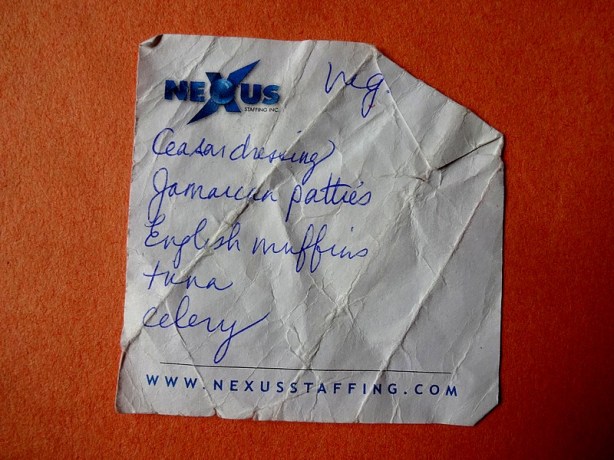 NEXUS
STAFFING INC.
veg.
Ceasar dressing
Jamaican patties
English muffins
tuna
celery
WWW.NEXUSSTAFFING.COM